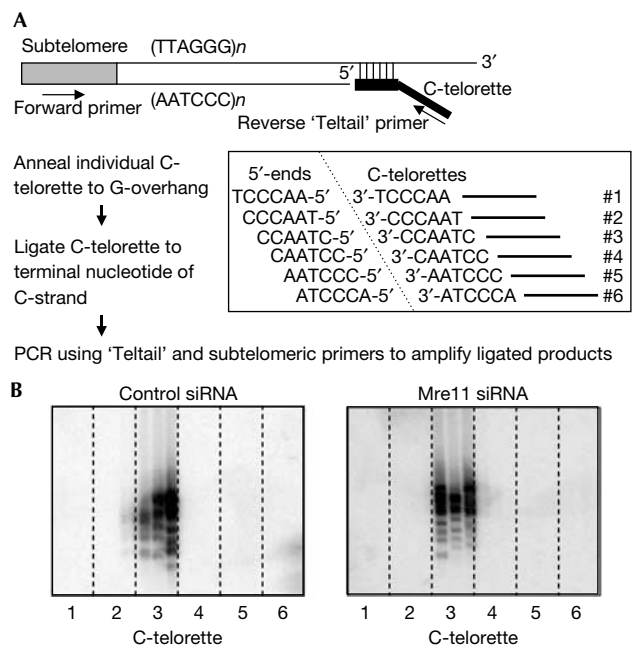 A
Subtelomere (TTAGGG)n
3′
5′
C-telorette
(AATCCC)n
Forward primer
Reverse ‘Teltail’ primer
Anneal individual C-
telorette to G-overhang
Ligate C-telorette to
terminal nucleotide of
C-strand
PCR using ‘Teltail’ and subtelomeric primers to amplify ligated products
5′-ends C-telorettes
TCCCAA-5′ 3′-TCCCAA #1
CCCAAT-5′ 3′-CCCAAT #2
CCAATC-5′ 3′-CCAATC #3
CAATCC-5′ 3′-CAATCC #4
AATCCC-5′ 3′-AATCCC #5
ATCCCA-5′ 3′-ATCCCA #6
B
Control siRNA Mre11 siRNA
1 2 3 4 5 6 1 2 3 4 5 6
C-telorette C-telorette